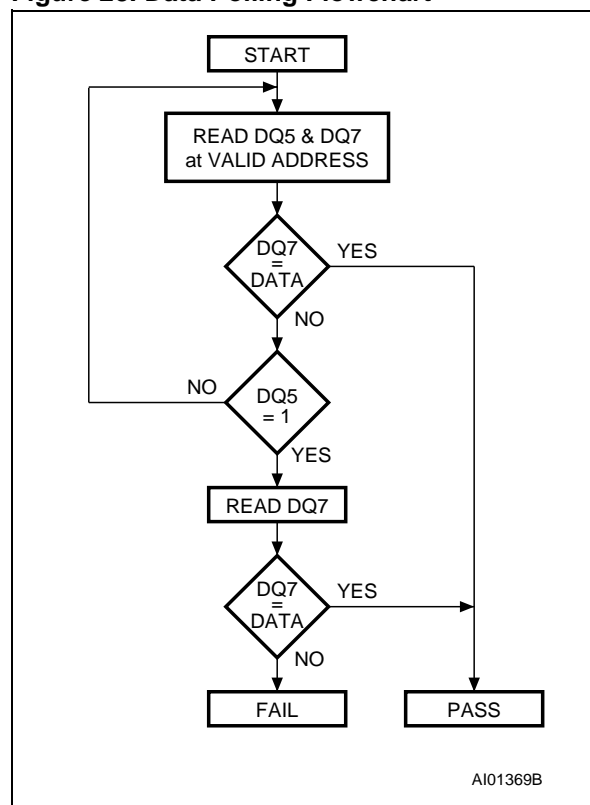 Figure Data Polling Flowchart
START
READ DQ5 & DQ7
at VALID ADDRESS
DQ7
=
DATA
YES
NO
NO
DQ5
= 1
YES
READ DQ7
DQ7
=
DATA
YES
NO
FAIL
PASS
AI01369B